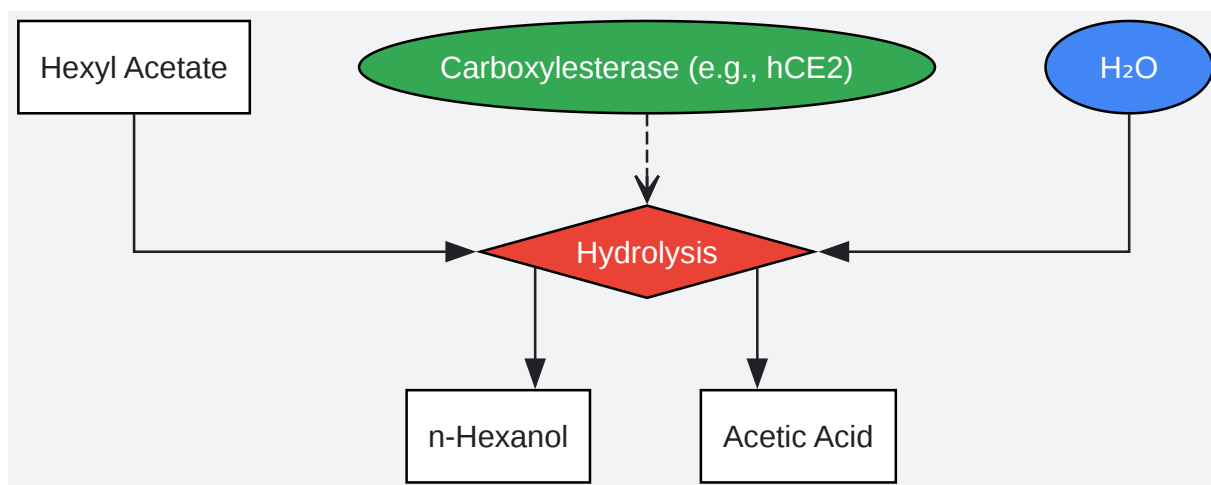 Hexyl Acetate
Carboxylesterase (e.g., hCE2)
H₂O
Hydrolysis
n-Hexanol
Acetic Acid